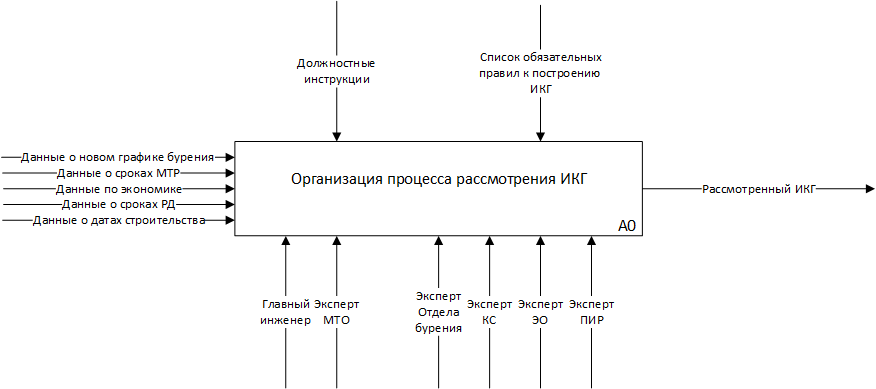 Должностные
инструкции
Список обязательных
правил к построению
ИКГ
Данные о новом графике бурения
Данные о сроках МТР
Данные по экономике
Данные о сроках РД
Данные о датах строительства
Организация процесса рассмотрения ИКГ
А0
Рассмотренный ИКГ
Главный
инженер
Эксперт
МТО
Эксперт
Отдела
бурения
Эксперт
КС
Эксперт
ЭО
Эксперт
ПИР